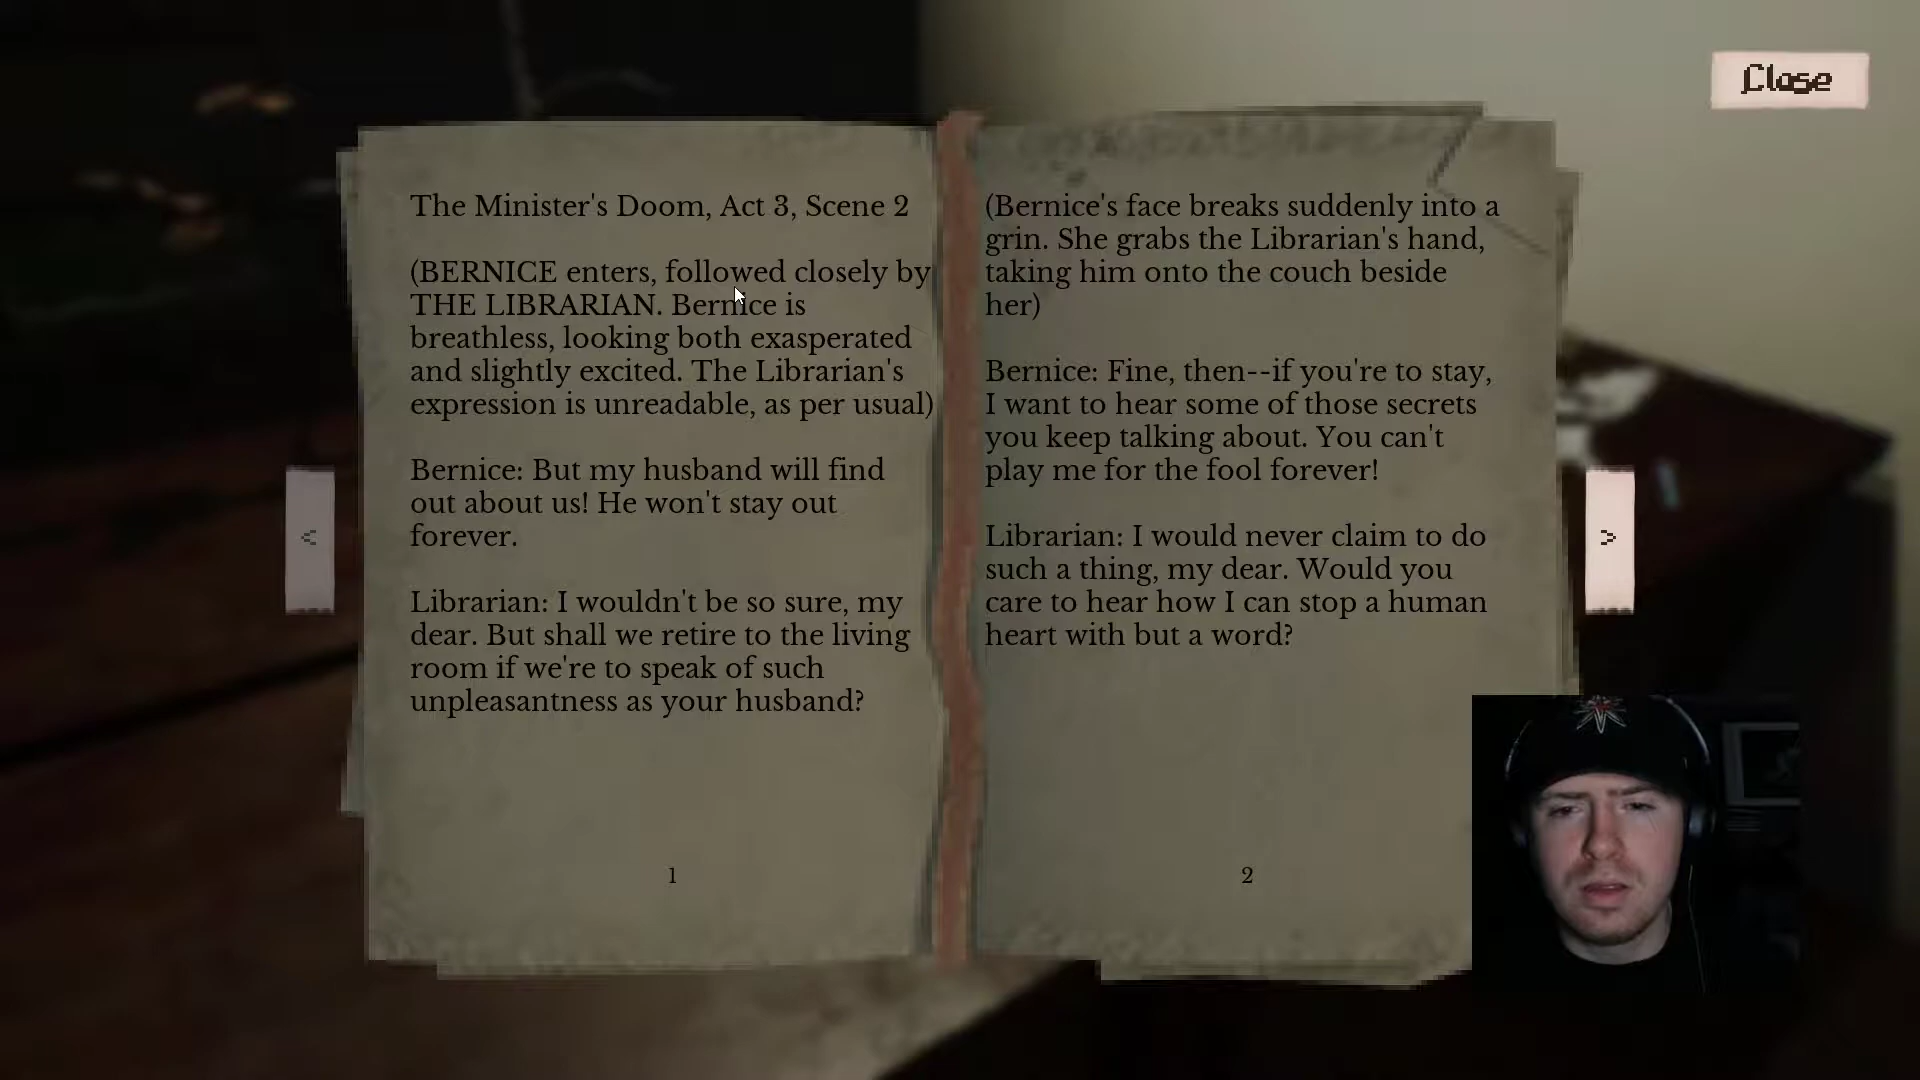 Close
The Minister's Doom, Act 3, Scene 2
(BERNICE enters, followed closely by
THE LIBRARIAN. Bernice is
breathless, looking both exasperated
and slightly excited. The Librarian's
expression is unreadable, as per usual)
Bernice: But my husband will find
out about us! He won't stay out
forever.
Librarian: I wouldn't be so sure, my
dear. But shall we retire to the living
room if we're to speak of such
unpleasantness as your husband?
1
(Bernice's face breaks suddenly into a
grin. She grabs the Librarian's hand,
taking him onto the couch beside
her)
Bernice: Fine, then--if you're to stay,
I want to hear some of those secrets
you keep talking about. You can't
play me for the fool forever!
Librarian: I would never claim to do
such a thing, my dear. Would you
care to hear how I can stop a human
heart with but a word?
2
<
>